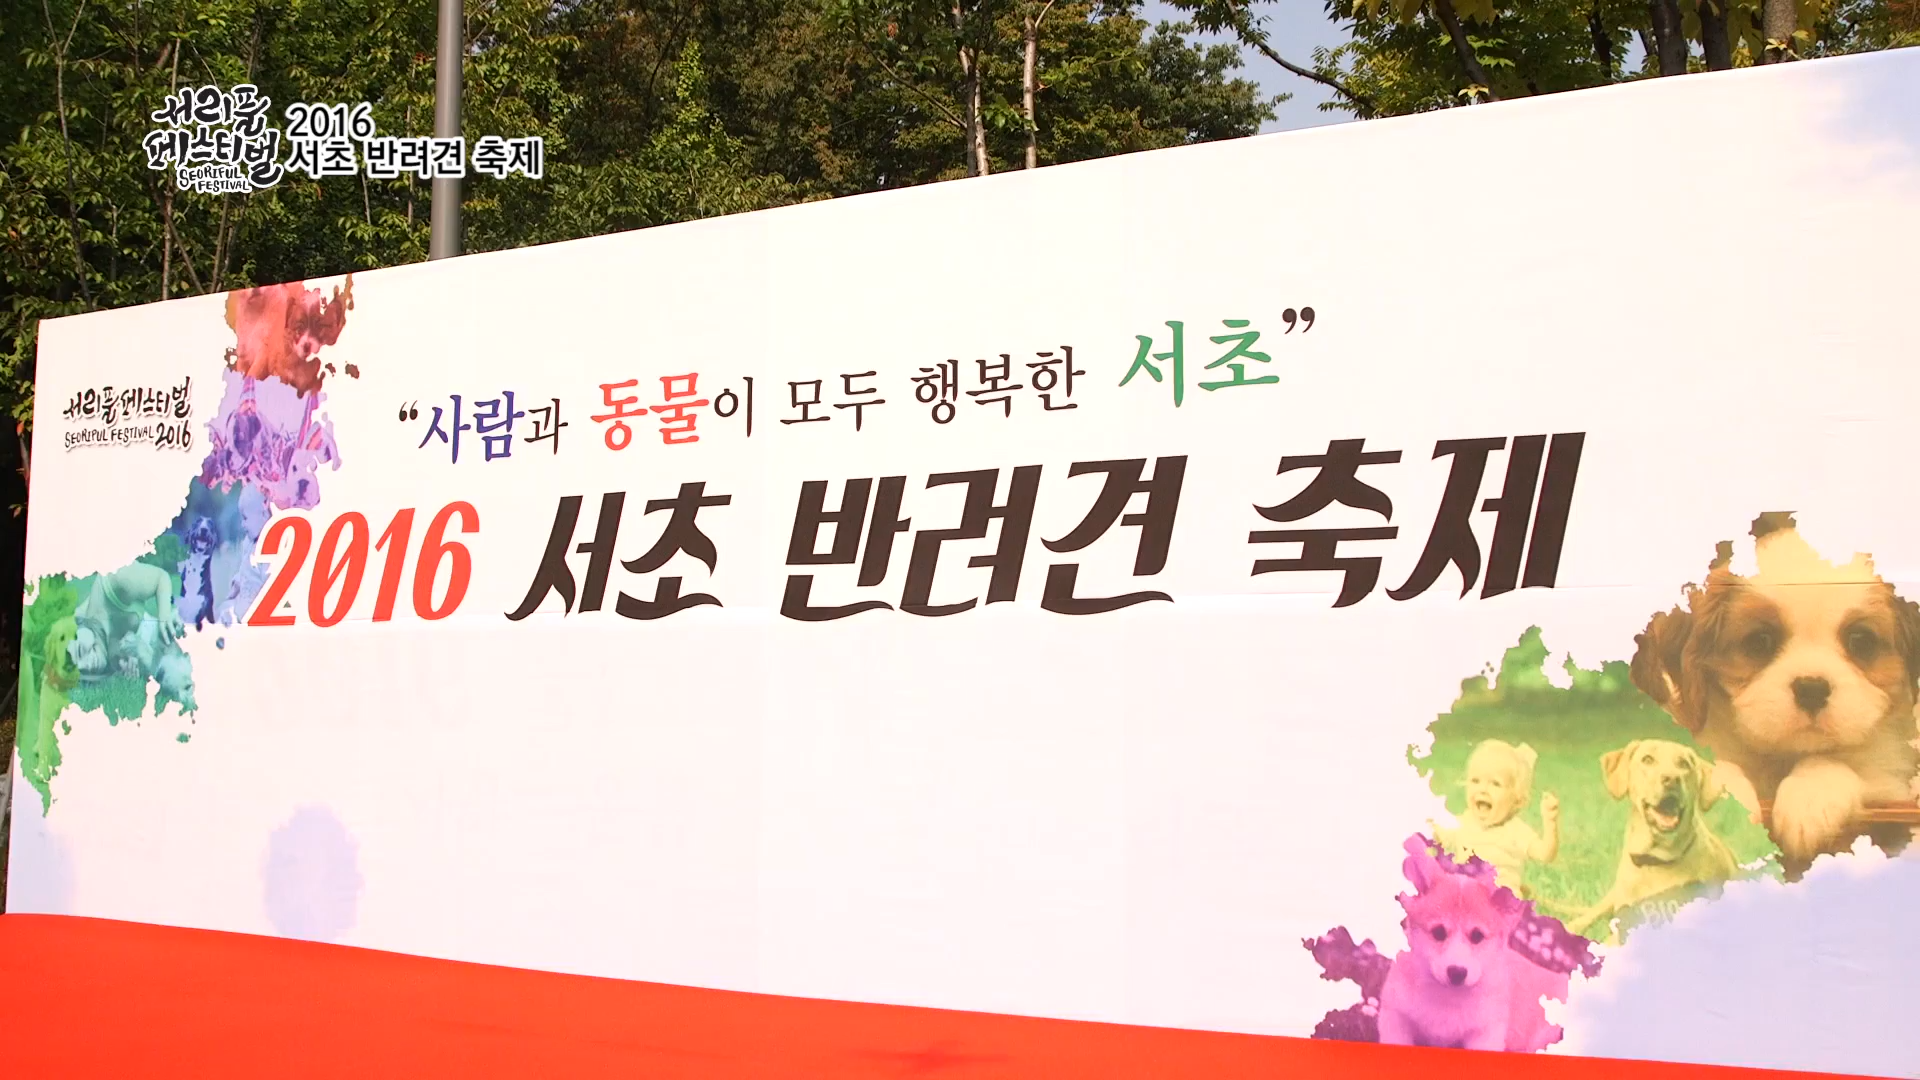 서리풀
페스티벌
SEORIPUL
FESTIVAL
2016
서초 반려견 축제
서리풀페스티벌
SEORIPUL FESTIVAL 2016
“사람과 동물이 모두 행복한 서초”
2016 서초 반려견 축제